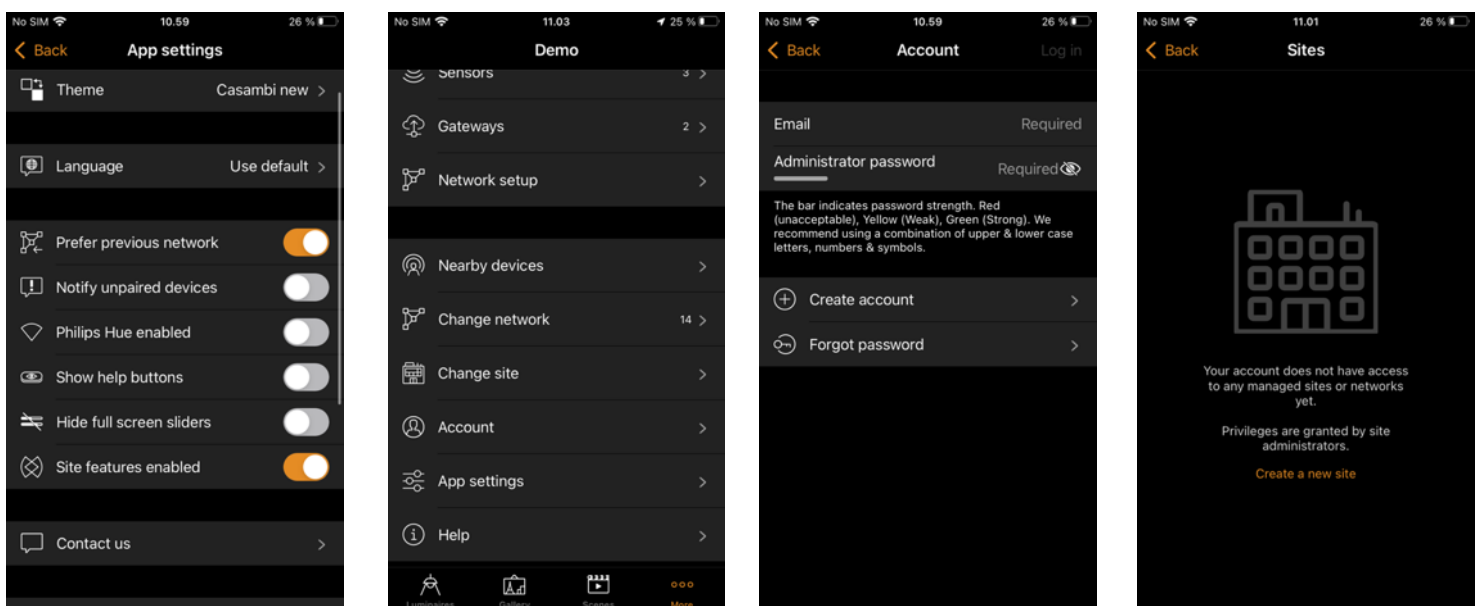 No SIM 10.59 26 %
Back App settings
Theme Casambi new
Language Use default
Prefer previous network
Notify unpaired devices
Philips Hue enabled
Show help buttons
Hide full screen sliders
Site features enabled
Contact us
No SIM 11.03 25 %
Demo
Sensors 3
Gateways 2
Network setup
Nearby devices
Change network 14
Change site
Account
App settings
Help
Luminaires Gallery Scenes More
No SIM 10.59 26 %
Back Account Log in
Email Required
Administrator password Required
The bar indicates password strength. Red
(unacceptable), Yellow (Weak), Green (Strong). We
recommend using a combination of upper & lower case
letters, numbers & symbols.
Create account
Forgot password
No SIM 11.01 26 %
Back Sites
Your account does not have access
to any managed sites or networks
yet.
Privileges are granted by site
administrators.
Create a new site